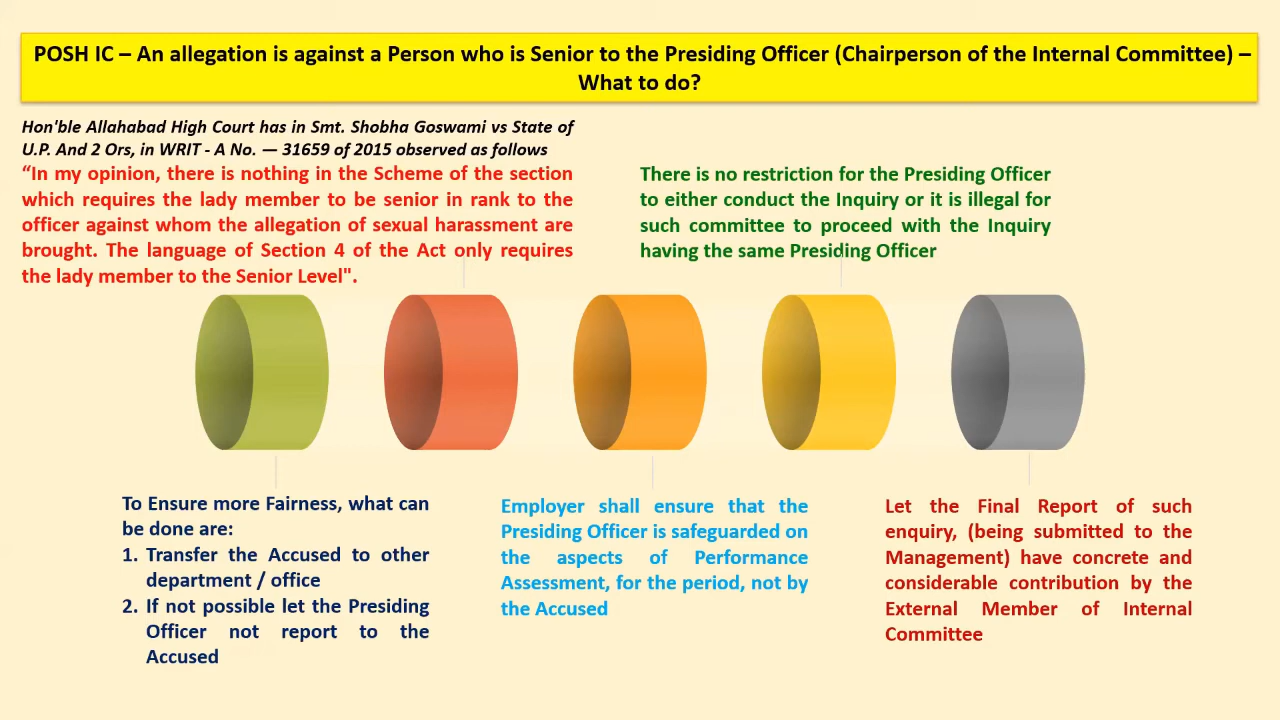 POSH IC – An allegation is against a Person who is Senior to the Presiding Officer (Chairperson of the Internal Committee) –
What to do?
Hon'ble Allahabad High Court has in Smt. Shobha Goswami vs State of
U.P. And 2 Ors, in WRIT - A No. — 31659 of 2015 observed as follows
“In my opinion, there is nothing in the Scheme of the section
which requires the lady member to be senior in rank to the
officer against whom the allegation of sexual harassment are
brought. The language of Section 4 of the Act only requires
the lady member to the Senior Level".
There is no restriction for the Presiding Officer
to either conduct the Inquiry or it is illegal for
such committee to proceed with the Inquiry
having the same Presiding Officer
To Ensure more Fairness, what can
be done are:
1. Transfer the Accused to other
department / office
2. If not possible let the Presiding
Officer not report to the
Accused
Employer shall ensure that the
Presiding Officer is safeguarded on
the aspects of Performance
Assessment, for the period, not by
the Accused
Let the Final Report of such
enquiry, (being submitted to the
Management) have concrete and
considerable contribution by the
External Member of Internal
Committee